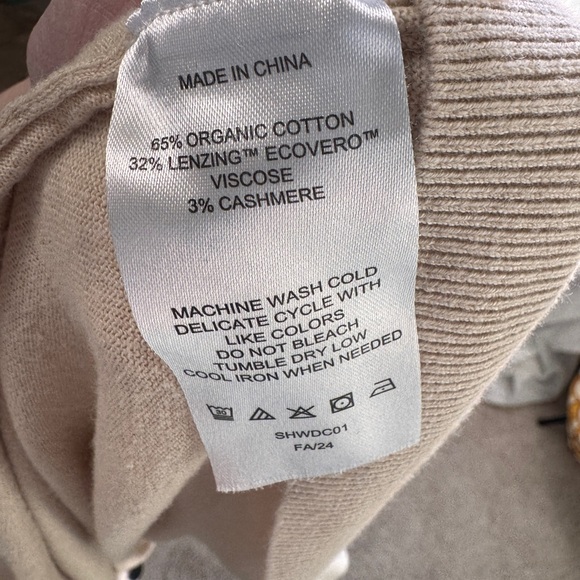 MADE IN CHINA
65% ORGANIC COTTON
32% LENZING™ ECOVERO™
VISCOSE
3% CASHMERE
MACHINE WASH COLD
DELICATE CYCLE WITH
LIKE COLORS
DO NOT BLEACH
TUMBLE DRY LOW
COOL IRON WHEN NEEDED
30
SHWDC01
FA/24